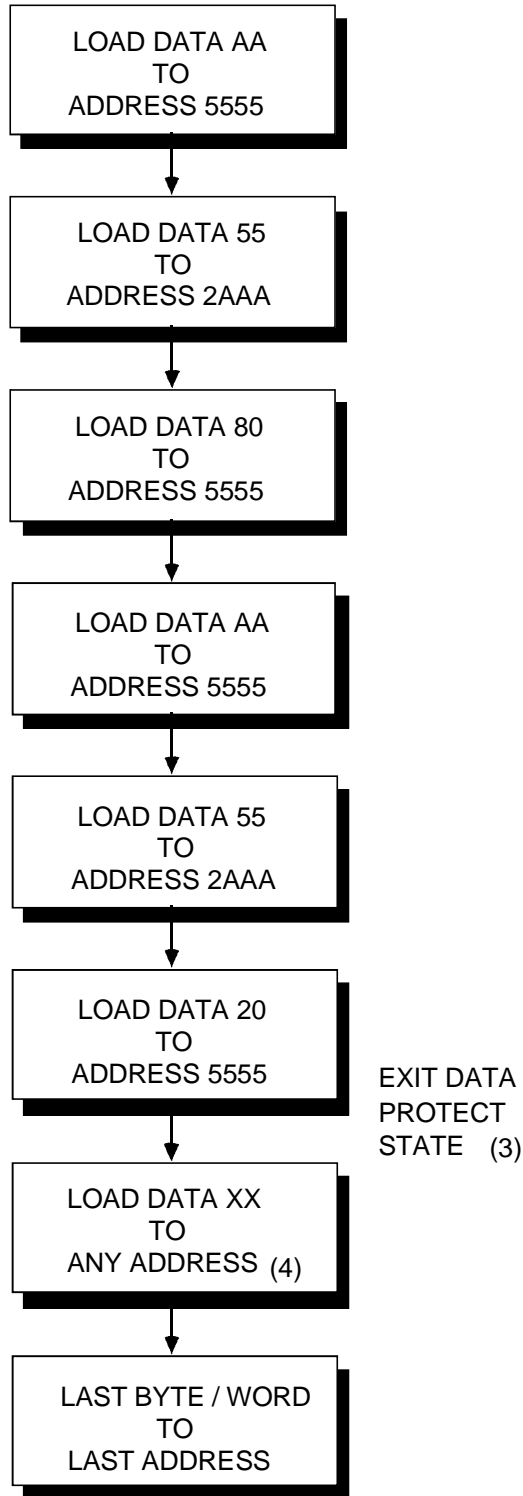 LOAD DATA AA
TO
ADDRESS 5555
LOAD DATA 55
TO
ADDRESS 2AAA
LOAD DATA 80
TO
ADDRESS 5555
LOAD DATA AA
TO
ADDRESS 5555
LOAD DATA 55
TO
ADDRESS 2AAA
LOAD DATA 20
TO
ADDRESS 5555
EXIT DATA
PROTECT
STATE (3)
LOAD DATA XX
TO
ANY ADDRESS (4)
LAST BYTE / WORD
TO
LAST ADDRESS